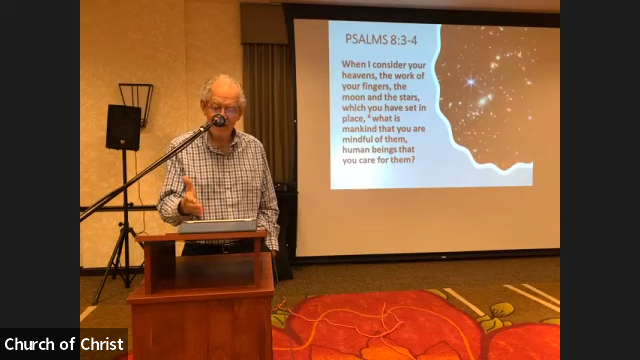 PSALMS 8:3-4
When I consider your
heavens, the work of
your fingers, the
moon and the stars,
which you have set in
place, 4 what is
mankind that you are
mindful of them,
human beings that
you care for them?
Church of Christ